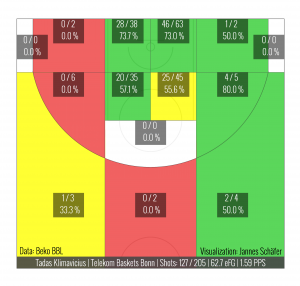 0 / 2
28 / 38
46 / 63
1 / 2
0.0 %
73.7 %
73.0 %
50.0 %
0 / 0
0 / 0
0.0 %
0.0 %
0 / 6
20 / 35
25 / 45
4 / 5
0.0 %
57.1 %
55.6 %
80.0 %
0 / 0
0.0 %
1 / 3
0 / 2
2 / 4
33.3 %
0.0 %
50.0 %
Data: Beko BBL
Visualization: Jannes Schäfer
Tadas Klimavicius | Telekom Baskets Bonn | Shots: 127 / 205 | 62.7 eFG | 1.59 PPS